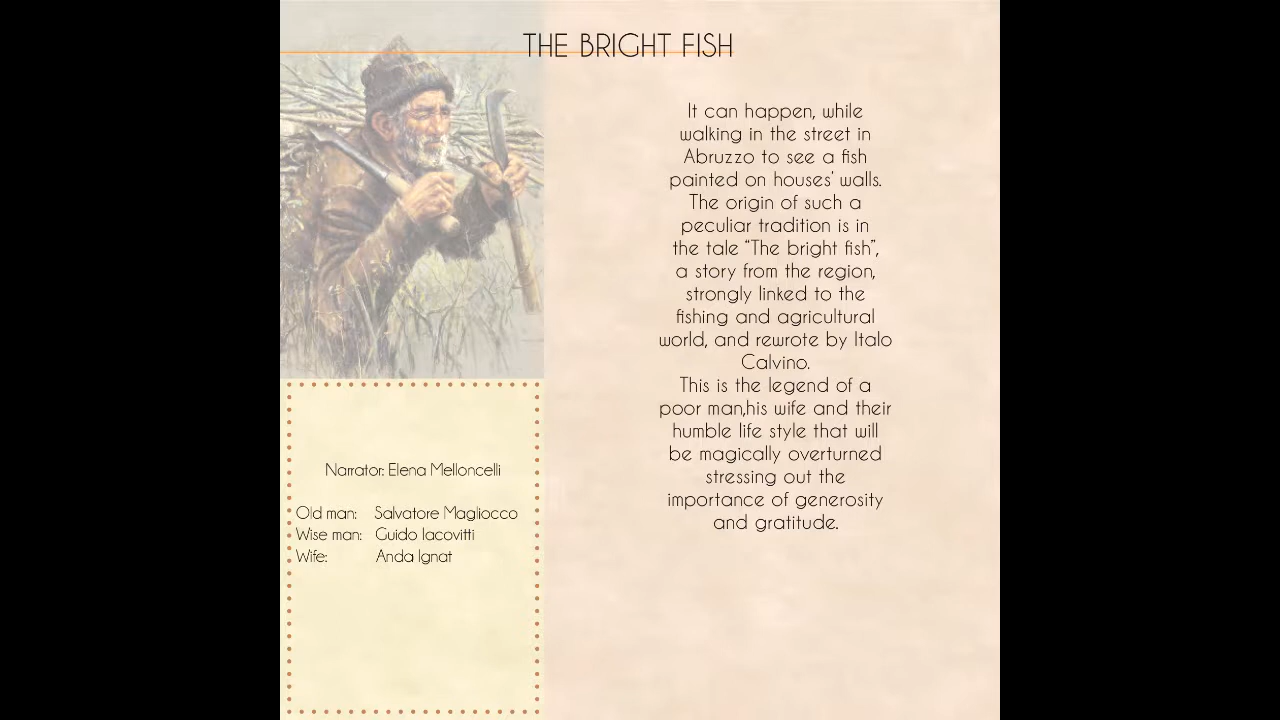 THE BRIGHT FISH
It can happen, while
walking in the street in
Abruzzo to see a fish
painted on houses' walls.
The origin of such a
peculiar tradition is in
the tale “The bright fish”,
a story from the region,
strongly linked to the
fishing and agricultural
world, and rewrote by Italo
Calvino.
This is the legend of a
poor man,his wife and their
humble life style that will
be magically overturned
stressing out the
importance of generosity
and gratitude.
Narrator: Elena Melloncelli
Old man: Salvatore Magliocco
Wise man: Guido Iacovitti
Wife: Anda Ignat